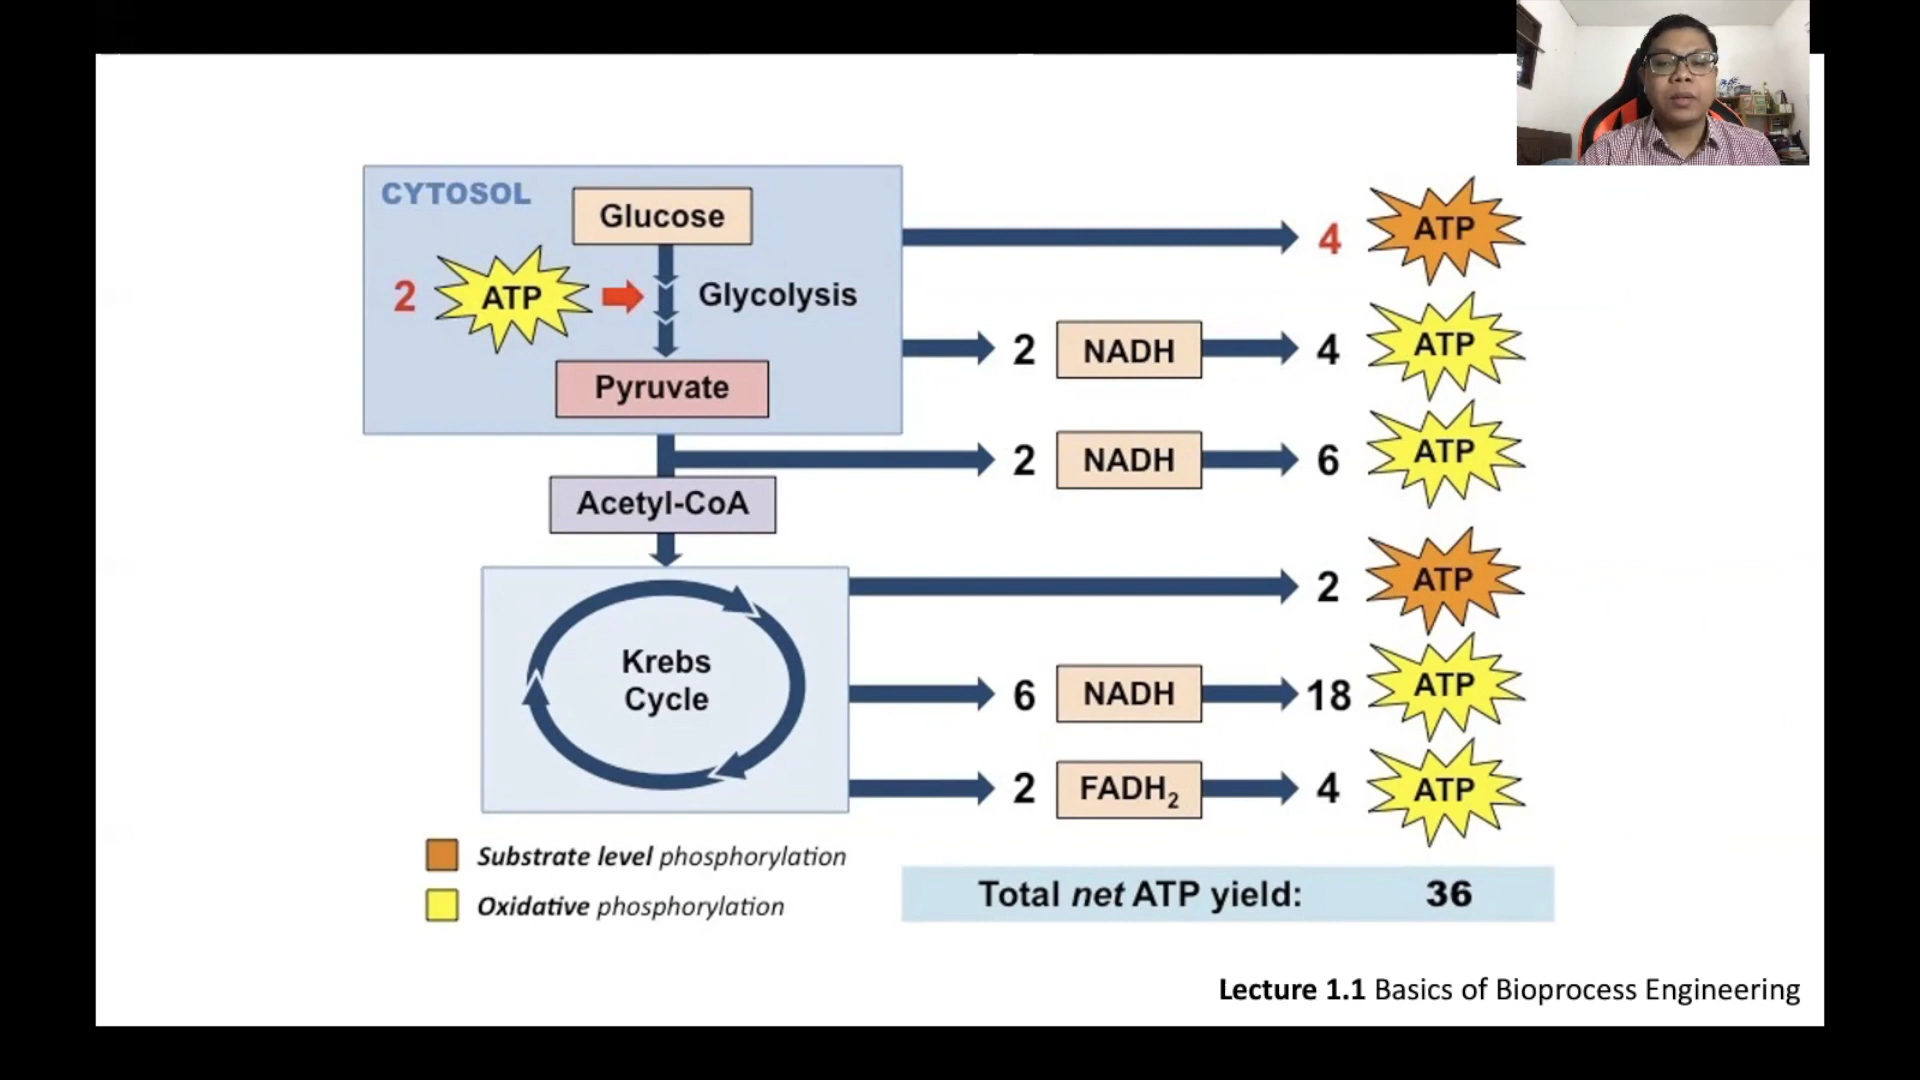 CYTOSOL
Glucose
2 ATP
Glycolysis
Pyruvate
4 ATP
2 NADH 4 ATP
2 NADH 6 ATP
Acetyl-CoA
2 ATP
Krebs
Cycle
6 NADH 18 ATP
2 FADH₂ 4 ATP
Substrate level phosphorylation
Oxidative phosphorylation
Total net ATP yield: 36
Lecture 1.1 Basics of Bioprocess Engineering